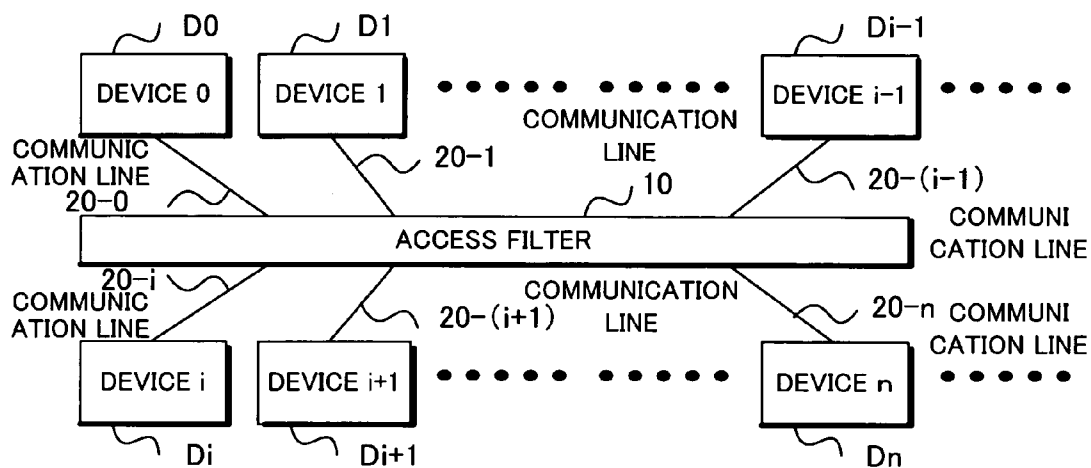 D0
D1
Di-1
DEVICE 0
DEVICE 1
DEVICE i-1
COMMUNIC
ATION LINE
20-0
20-1
COMMUNICATION
LINE
10
20-(i-1)
ACCESS FILTER
COMMUNI
CATION LINE
20-i
COMMUNIC
ATION LINE
20-(i+1)
COMMUNICATION
LINE
20-n
COMMUNI
CATION LINE
DEVICE i
DEVICE i+1
DEVICE n
Di
Di+1
Dn